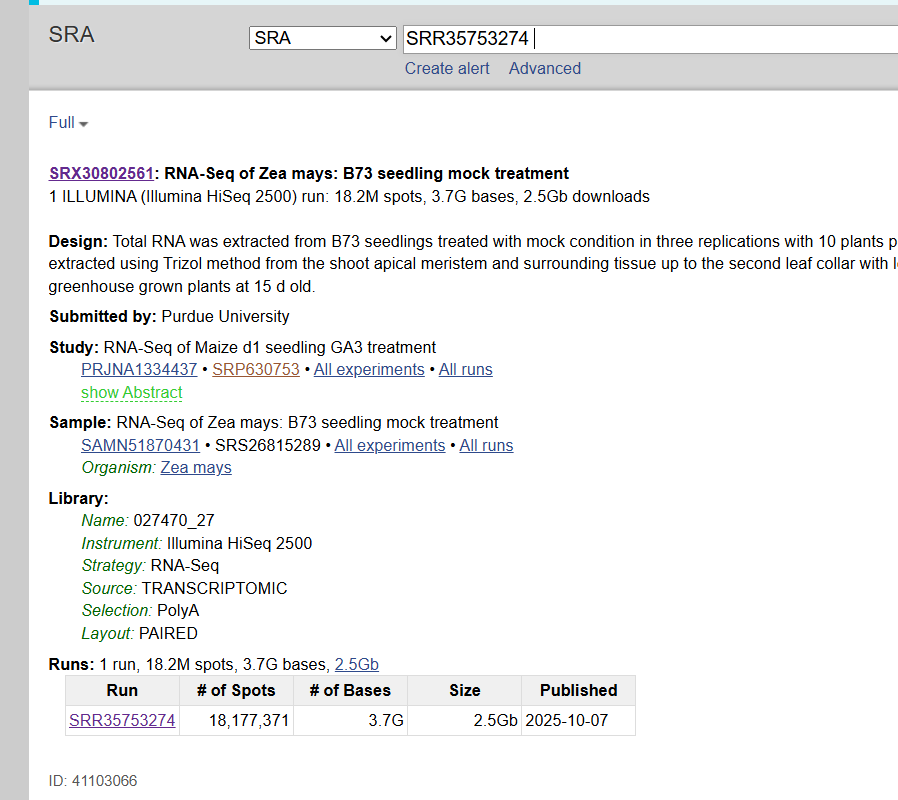 SRA
SRA SRR35753274
Create alert Advanced
Full
SRX30802561: RNA-Seq of Zea mays: B73 seedling mock treatment
1 ILLUMINA (Illumina HiSeq 2500) run: 18.2M spots, 3.7G bases, 2.5Gb downloads
Design: Total RNA was extracted from B73 seedlings treated with mock condition in three replications with 10 plants
extracted using Trizol method from the shoot apical meristem and surrounding tissue up to the second leaf collar with
greenhouse grown plants at 15 d old.
Submitted by: Purdue University
Study: RNA-Seq of Maize d1 seedling GA3 treatment
PRJNA1334437 • SRP630753 • All experiments • All runs
show Abstract
Sample: RNA-Seq of Zea mays: B73 seedling mock treatment
SAMN51870431 • SRS26815289 • All experiments • All runs
Organism: Zea mays
Library:
Name: 027470_27
Instrument: Illumina HiSeq 2500
Strategy: RNA-Seq
Source: TRANSCRIPTOMIC
Selection: PolyA
Layout: PAIRED
Runs: 1 run, 18.2M spots, 3.7G bases, 2.5Gb
Run # of Spots # of Bases Size Published
SRR35753274 18,177,371 3.7G 2.5Gb 2025-10-07
ID: 41103066